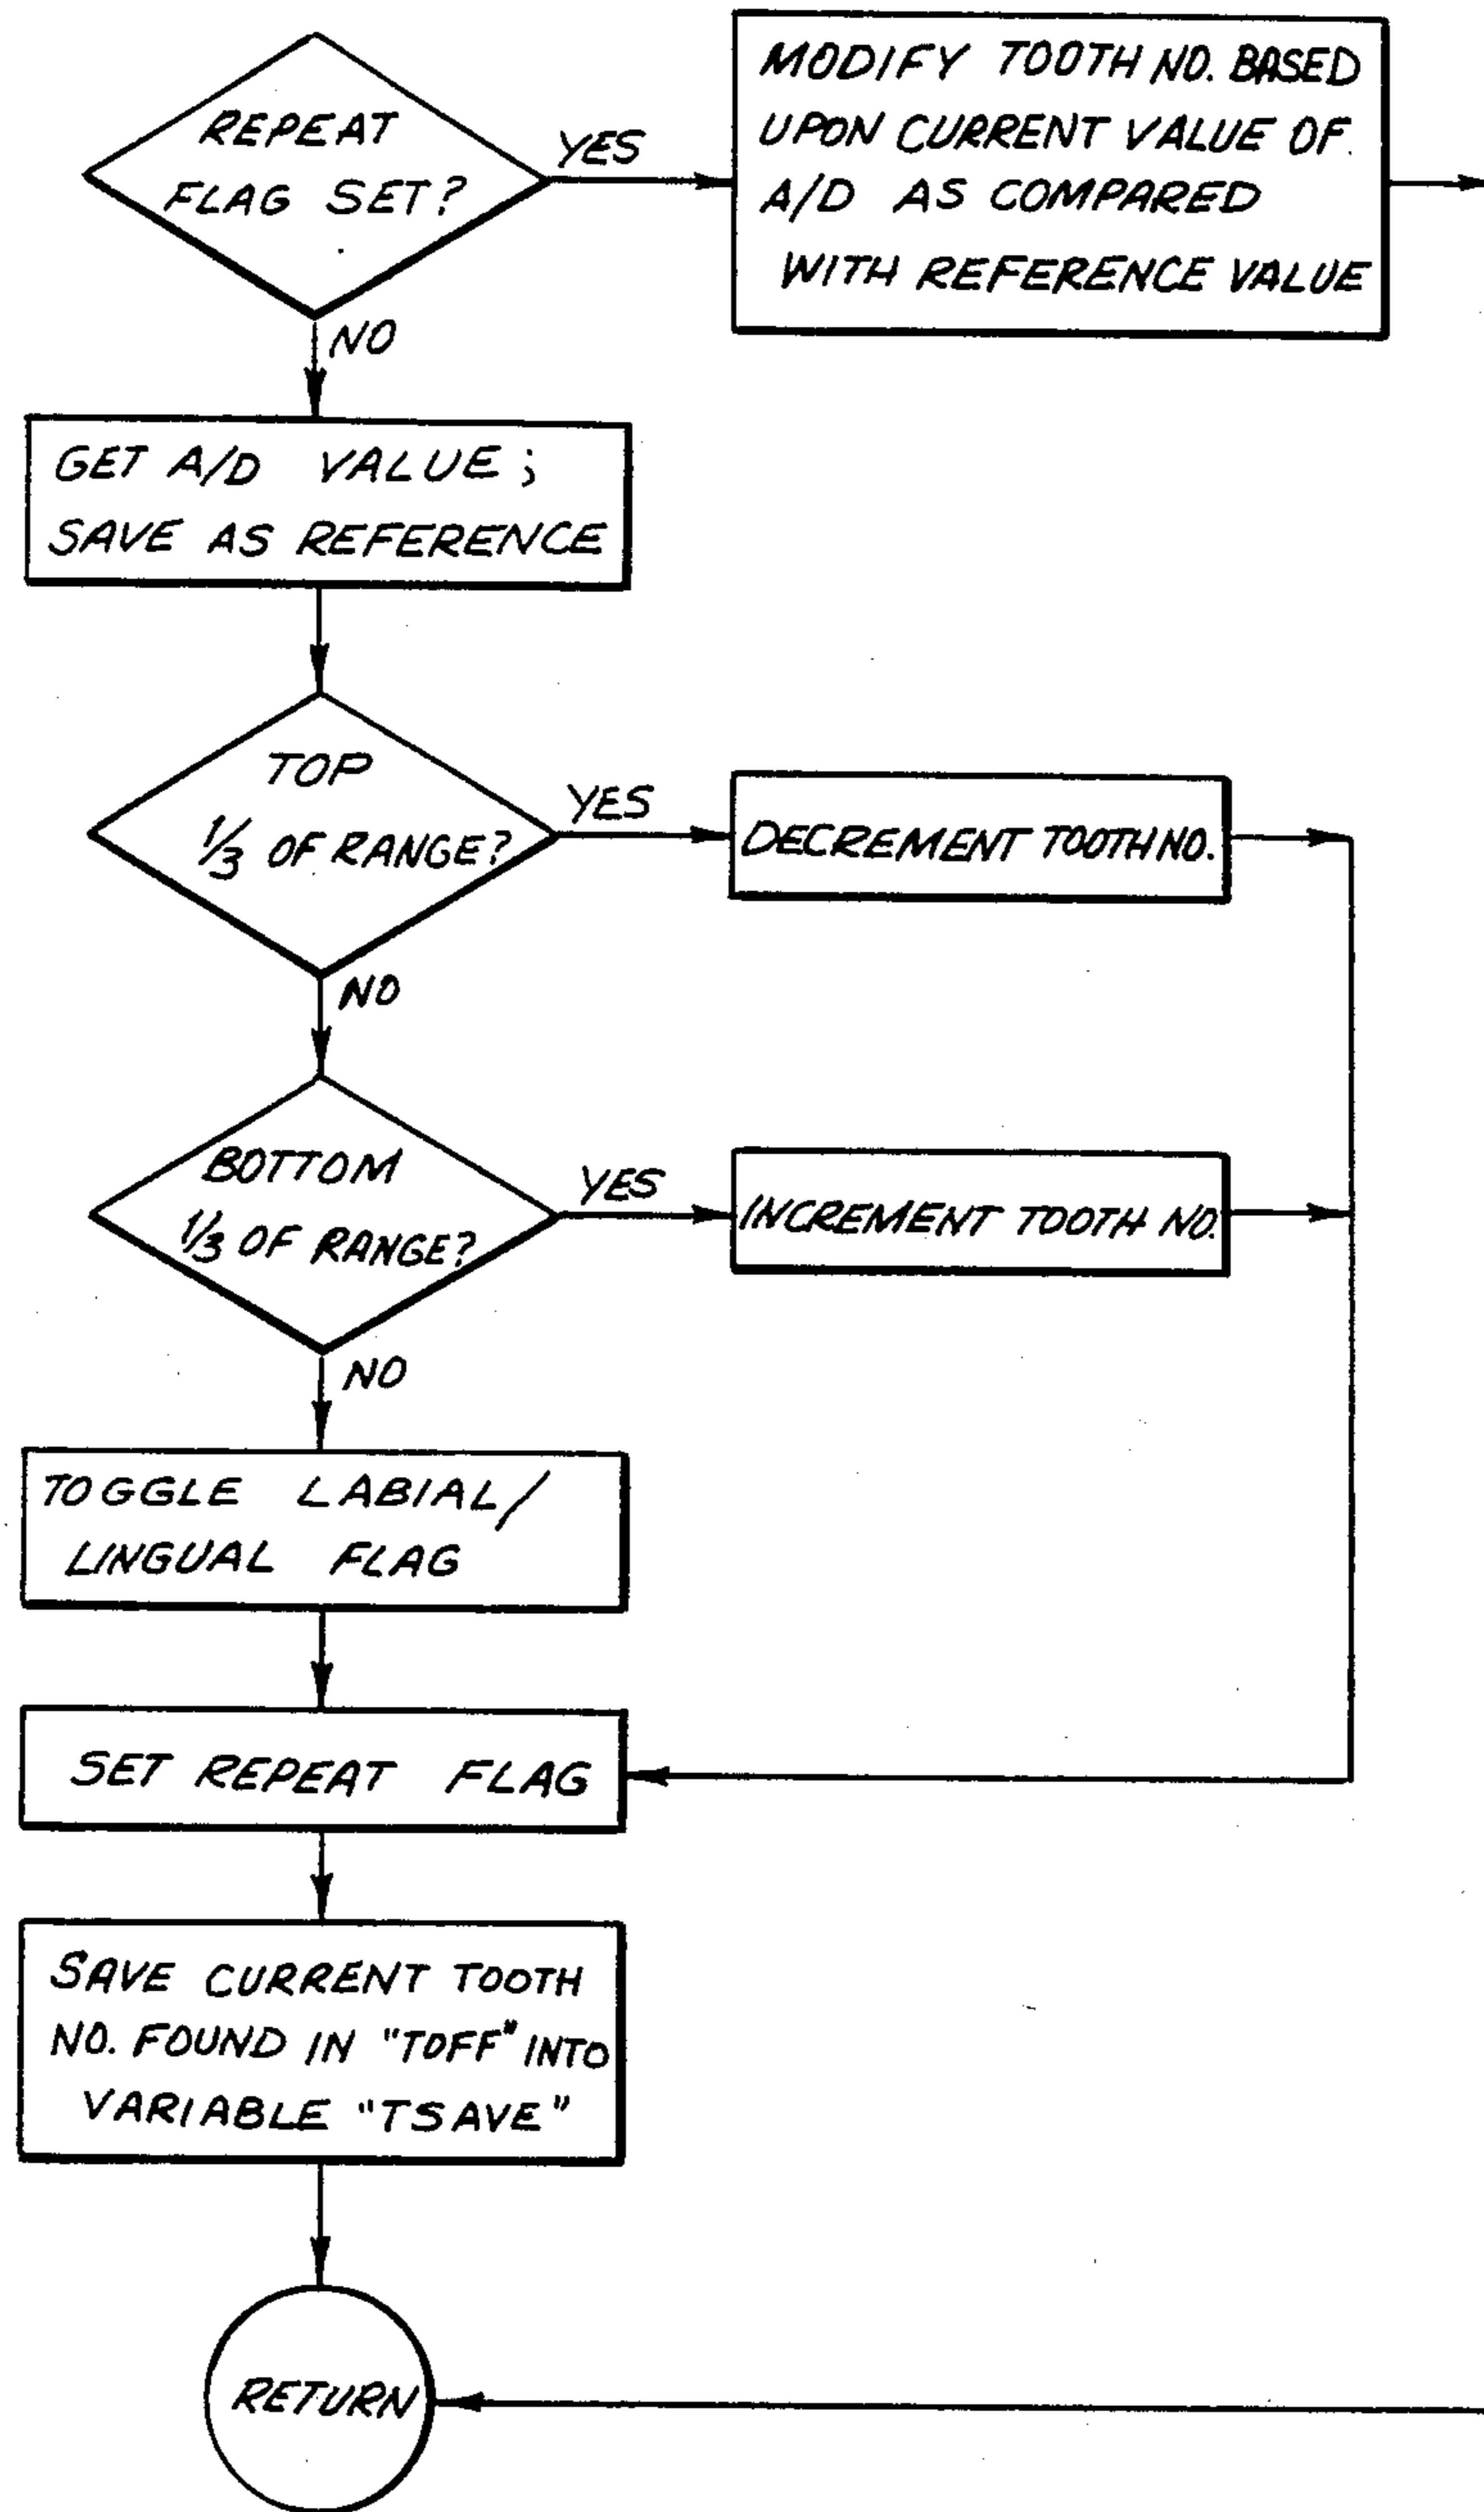 REPEAT
FLAG SET?
YES
MODIFY TOOTH NO. BASED
UPON CURRENT VALUE OF
A/D AS COMPARED
WITH REFERENCE VALUE
NO
GET A/D VALUE;
SAVE AS REFERENCE
TOP
1/3 OF RANGE?
YES
DECREMENT TOOTH NO.
NO
BOTTOM
1/3 OF RANGE?
YES
INCREMENT TOOTH NO.
NO
TOGGLE LABIAL/
LINGUAL FLAG
SET REPEAT FLAG
SAVE CURRENT TOOTH
NO. FOUND IN "TOFF" INTO
VARIABLE "TSAVE"
RETURN